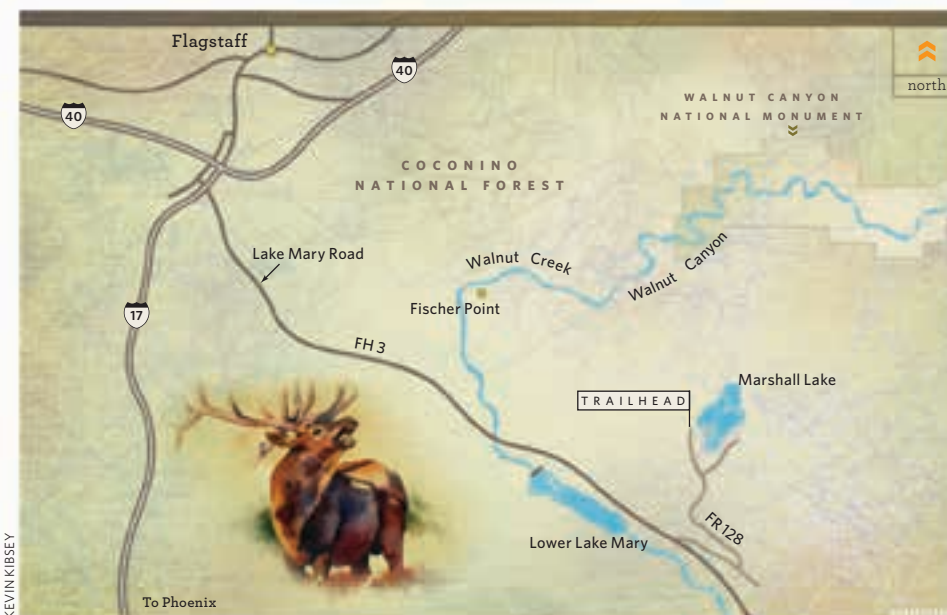 Flagstaff
40
north
40
WALNUT CANYON
NATIONAL MONUMENT
COCONINO
NATIONAL FOREST
Lake Mary Road
Walnut Creek
Walnut Canyon
Fischer Point
17
FH 3
Marshall Lake
TRAILHEAD
FR 128
Lower Lake Mary
KEVIN KIBSEY
To Phoenix